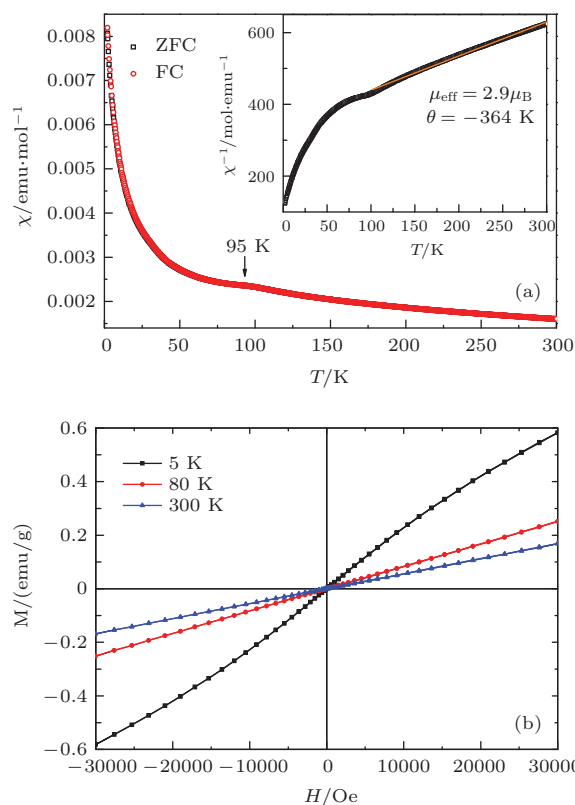 0.008
0.007
0.006
0.005
0.004
0.003
0.002
χ/emu·mol⁻¹
ZFC
FC
95 K
600
400
200
χ⁻¹/mol·emu⁻¹
μeff = 2.9μB
θ = −364 K
0 50 100 150 200 250 300
T/K
(a)
0 50 100 150 200 250 300
T/K
0.6
0.4
0.2
0
−0.2
−0.4
−0.6
M/(emu/g)
5 K
80 K
300 K
(b)
−30000 −20000 −10000 0 10000 20000 30000
H/Oe